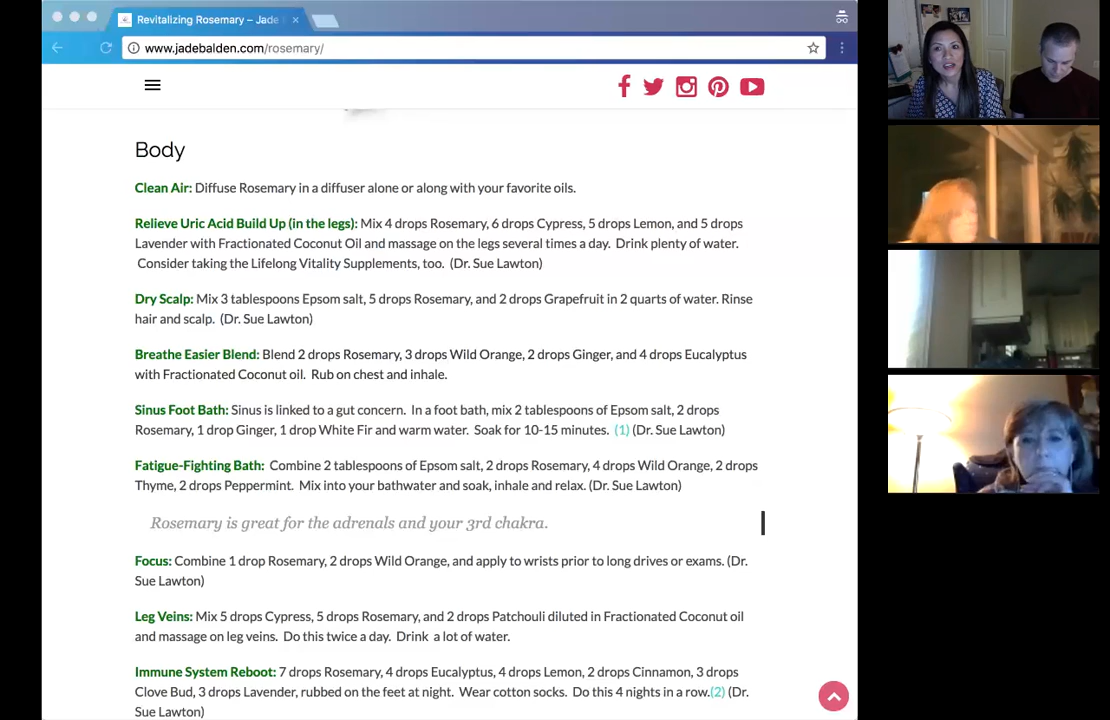 Revitalizing Rosemary – Jade
www.jadebalden.com/rosemary/
Body
Clean Air: Diffuse Rosemary in a diffuser alone or along with your favorite oils.
Relieve Uric Acid Build Up (in the legs): Mix 4 drops Rosemary, 6 drops Cypress, 5 drops Lemon, and 5 drops
Lavender with Fractionated Coconut Oil and massage on the legs several times a day. Drink plenty of water.
Consider taking the Lifelong Vitality Supplements, too. (Dr. Sue Lawton)
Dry Scalp: Mix 3 tablespoons Epsom salt, 5 drops Rosemary, and 2 drops Grapefruit in 2 quarts of water. Rinse
hair and scalp. (Dr. Sue Lawton)
Breathe Easier Blend: Blend 2 drops Rosemary, 3 drops Wild Orange, 2 drops Ginger, and 4 drops Eucalyptus
with Fractionated Coconut oil. Rub on chest and inhale.
Sinus Foot Bath: Sinus is linked to a gut concern. In a foot bath, mix 2 tablespoons of Epsom salt, 2 drops
Rosemary, 1 drop Ginger, 1 drop White Fir and warm water. Soak for 10-15 minutes. (1) (Dr. Sue Lawton)
Fatigue-Fighting Bath: Combine 2 tablespoons of Epsom salt, 2 drops Rosemary, 4 drops Wild Orange, 2 drops
Thyme, 2 drops Peppermint. Mix into your bathwater and soak, inhale and relax. (Dr. Sue Lawton)
Rosemary is great for the adrenals and your 3rd chakra.
Focus: Combine 1 drop Rosemary, 2 drops Wild Orange, and apply to wrists prior to long drives or exams. (Dr.
Sue Lawton)
Leg Veins: Mix 5 drops Cypress, 5 drops Rosemary, and 2 drops Patchouli diluted in Fractionated Coconut oil
and massage on leg veins. Do this twice a day. Drink a lot of water.
Immune System Reboot: 7 drops Rosemary, 4 drops Eucalyptus, 4 drops Lemon, 2 drops Cinnamon, 3 drops
Clove Bud, 3 drops Lavender, rubbed on the feet at night. Wear cotton socks. Do this 4 nights in a row.(2) (Dr.
Sue Lawton)